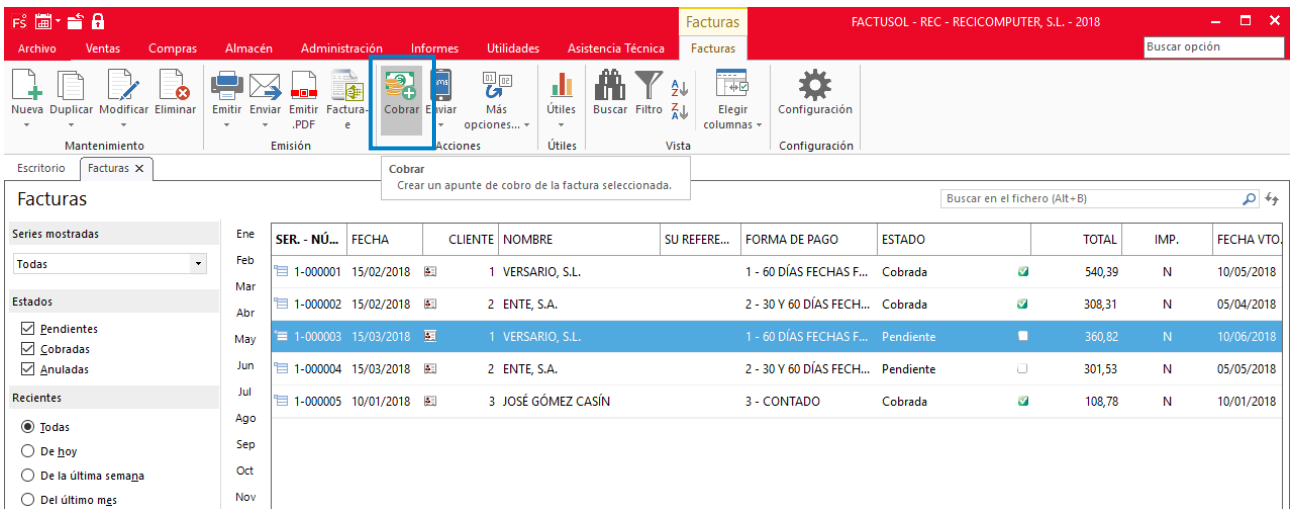 FS
Facturas
FACTUSOL - REC - RECICOMPUTER, S.L. - 2018
Archivo Ventas Compras Almacén Administración Informes Utilidades Asistencia Técnica Facturas
Buscar opción
Nueva Duplicar Modificar Eliminar
Emitir Enviar Emitir .PDF Factura-e
Cobrar Enviar Más opciones...
Útiles
Buscar Filtro Elegir columnas
Configuración
Mantenimiento Emisión Acciones Útiles Vista Configuración
Escritorio Facturas
Cobrar
Crear un apunte de cobro de la factura seleccionada.
Facturas
Buscar en el fichero (Alt+B)
Series mostradas
Todas
Estados
Pendientes
Cobradas
Anuladas
Recientes
Todas
De hoy
De la última semana
Del último mes
Ene
Feb
Mar
Abr
May
Jun
Jul
Ago
Sep
Oct
Nov
SER. - NÚ... FECHA CLIENTE NOMBRE SU REFERE... FORMA DE PAGO ESTADO TOTAL IMP. FECHA VTO.
1-000001 15/02/2018 1 VERSARIO, S.L. 1 - 60 DÍAS FECHAS F... Cobrada 540,39 N 10/05/2018
1-000002 15/02/2018 2 ENTE, S.A. 2 - 30 Y 60 DÍAS FECH... Cobrada 308,31 N 05/04/2018
1-000003 15/03/2018 1 VERSARIO, S.L. 1 - 60 DÍAS FECHAS F... Pendiente 360,82 N 10/06/2018
1-000004 15/03/2018 2 ENTE, S.A. 2 - 30 Y 60 DÍAS FECH... Pendiente 301,53 N 05/05/2018
1-000005 10/01/2018 3 JOSÉ GÓMEZ CASÍN 3 - CONTADO Cobrada 108,78 N 10/01/2018